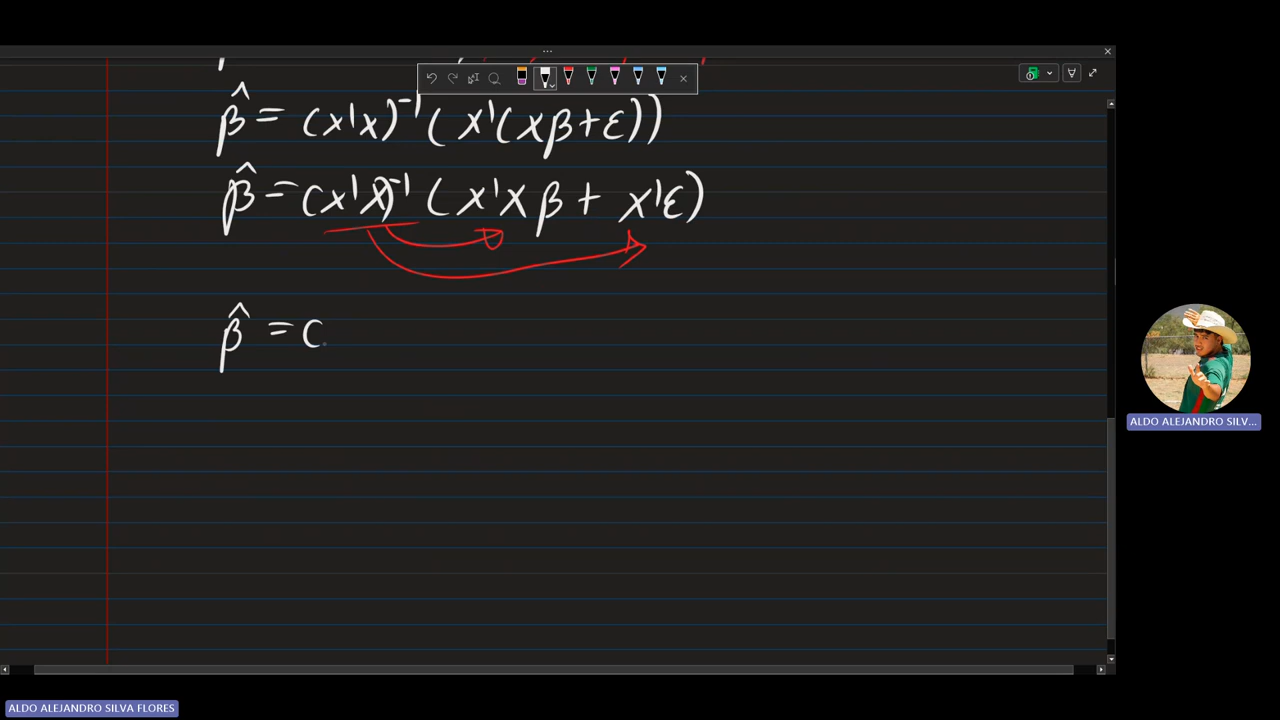 β̂ = (x'x)⁻¹(x'(xβ+ε))
β̂ = (x'x)⁻¹(x'xβ + x'ε)
β̂ = (
ALDO ALEJANDRO SILV...
ALDO ALEJANDRO SILVA FLORES